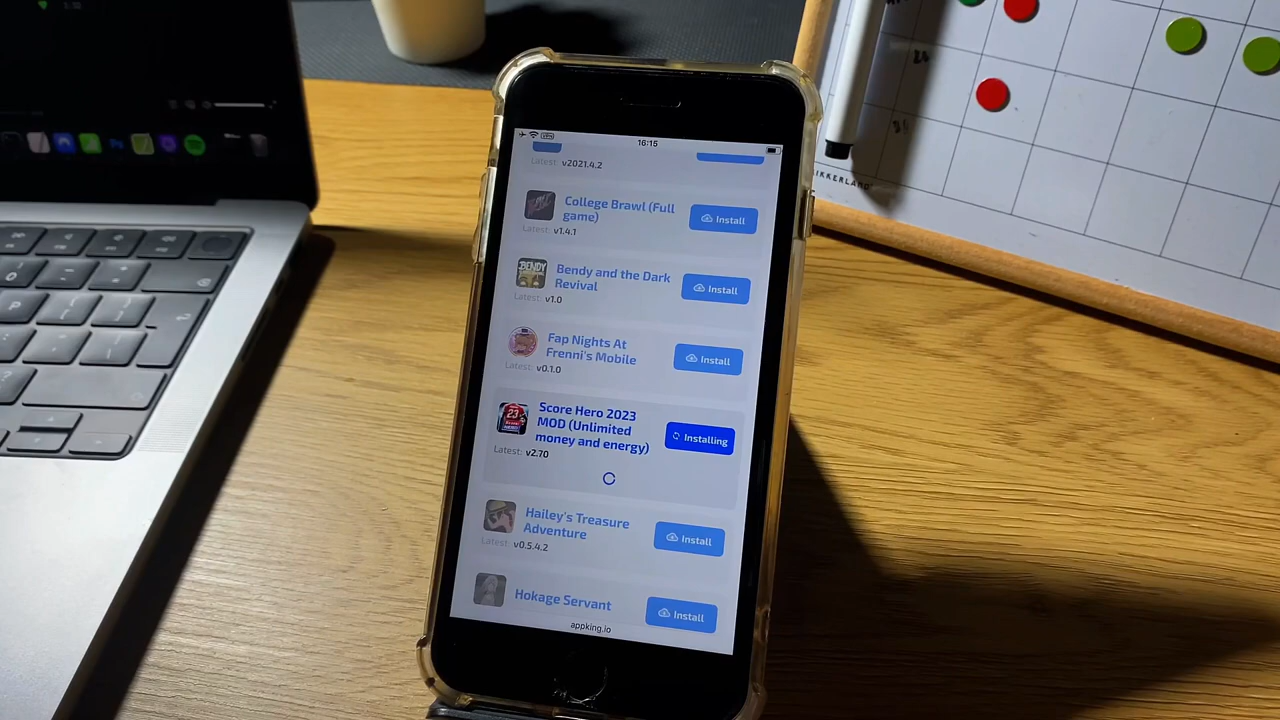 16:15
VPN
Latest: v2021.4.2
College Brawl (Full
game)
Install
Latest: v1.4.1
BENDY
Bendy and the Dark
Revival
Install
Latest: v1.0
Fap Nights At
Frenni's Mobile
Install
Latest: v0.1.0
23
Score Hero 2023
MOD (Unlimited
money and energy)
Installing
Latest: v2.70
Hailey's Treasure
Adventure
Install
Latest: v0.5.4.2
Hokage Servant
Install
appking.io
P